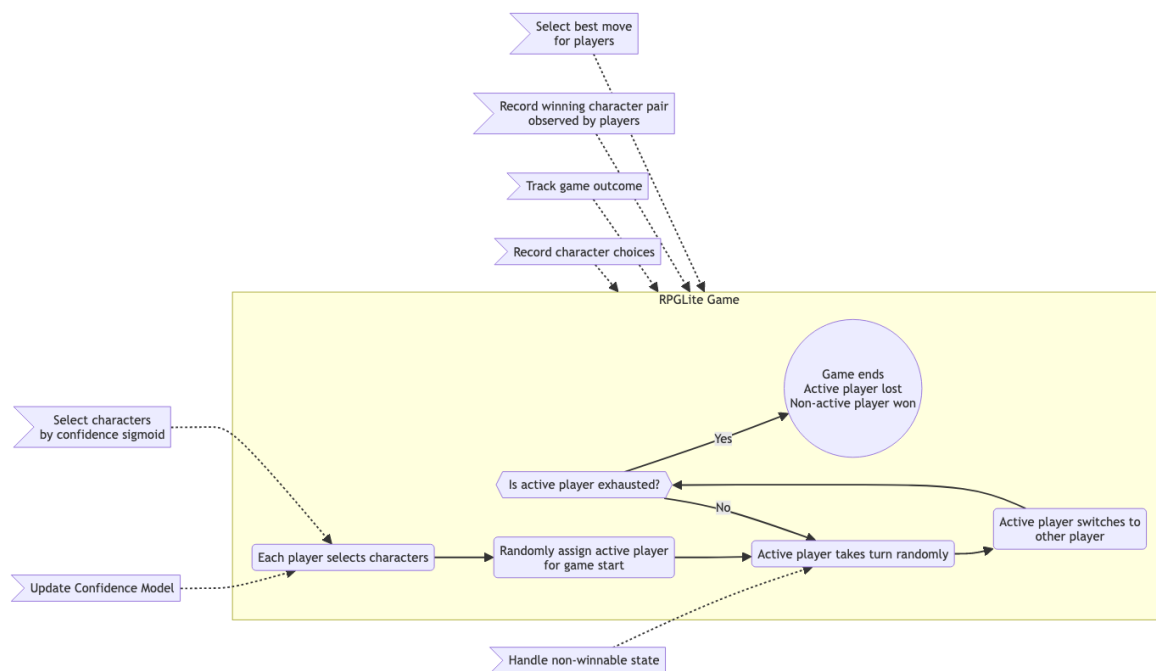 Select best move
for players
Record winning character pair
observed by players
Track game outcome
Record character choices
RPGLite Game
Game ends
Active player lost
Non-active player won
Select characters
by confidence sigmoid
Yes
Is active player exhausted?
No
Active player switches to
other player
Each player selects characters
Randomly assign active player
for game start
Active player takes turn randomly
Update Confidence Model
Handle non-winnable state